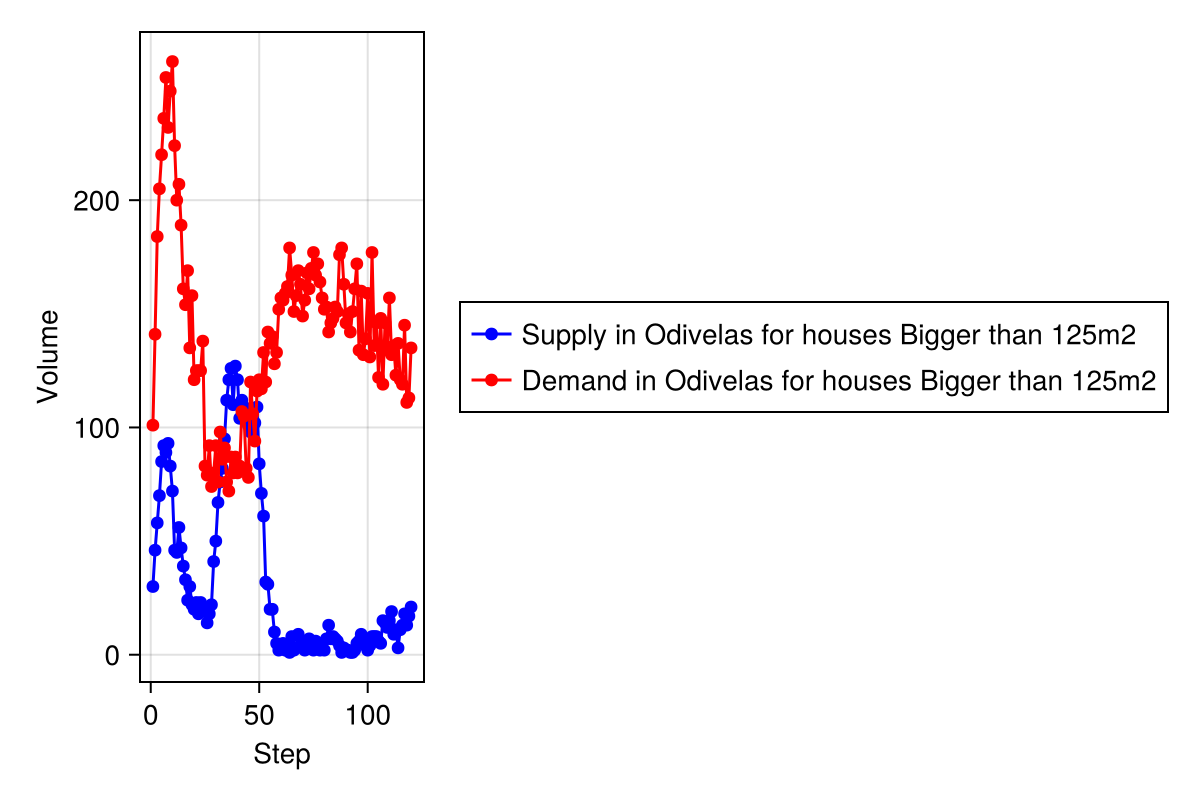 Volume
200
100
0
0 50 100
Step
Supply in Odivelas for houses Bigger than 125m2
Demand in Odivelas for houses Bigger than 125m2